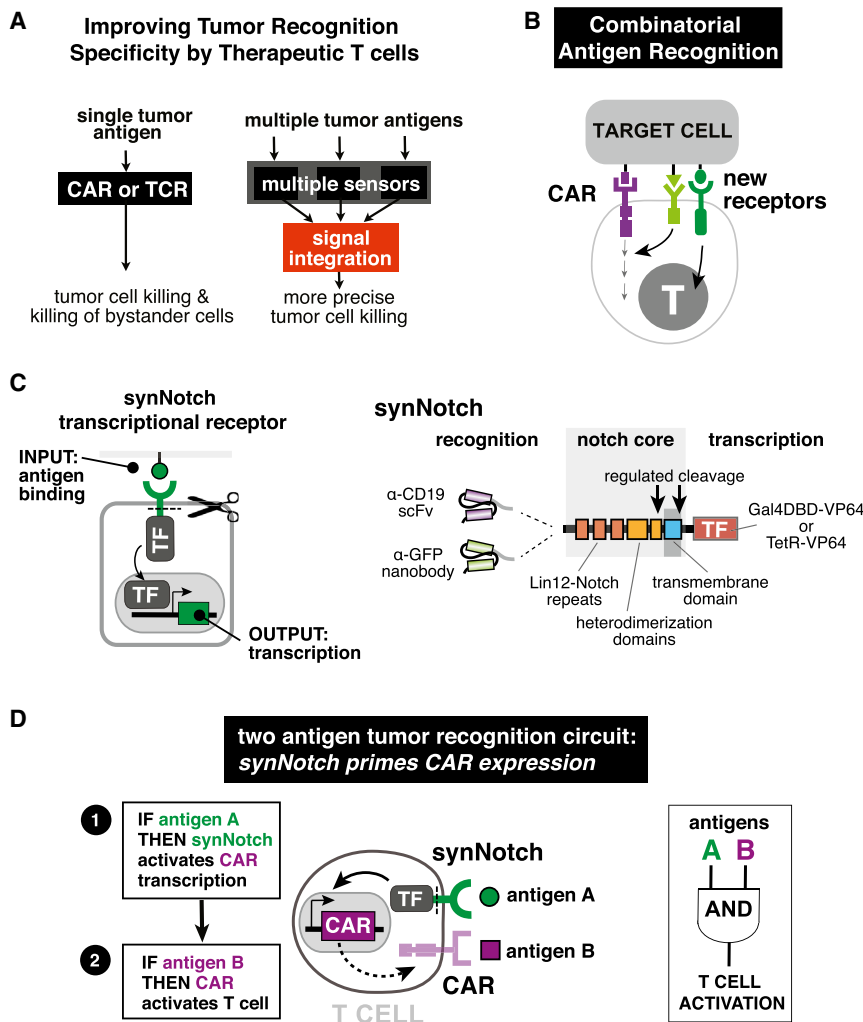 A
Improving Tumor Recognition
Specificity by Therapeutic T cells
single tumor
antigen
CAR or TCR
tumor cell killing &
killing of bystander cells
multiple tumor antigens
multiple sensors
signal
integration
more precise
tumor cell killing
B
Combinatorial
Antigen Recognition
TARGET CELL
CAR
new
receptors
T
C
synNotch
transcriptional receptor
INPUT:
antigen
binding
TF
TF
OUTPUT:
transcription
synNotch
recognition
notch core
transcription
regulated cleavage
α-CD19
scFv
α-GFP
nanobody
TF
Gal4DBD-VP64
or
TetR-VP64
Lin12-Notch
repeats
transmembrane
domain
heterodimerization
domains
D
two antigen tumor recognition circuit:
synNotch primes CAR expression
1
IF antigen A
THEN synNotch
activates CAR
transcription
2
IF antigen B
THEN CAR
activates T cell
synNotch
TF
antigen A
CAR
antigen B
CAR
T CELL
antigens
A B
AND
T CELL
ACTIVATION